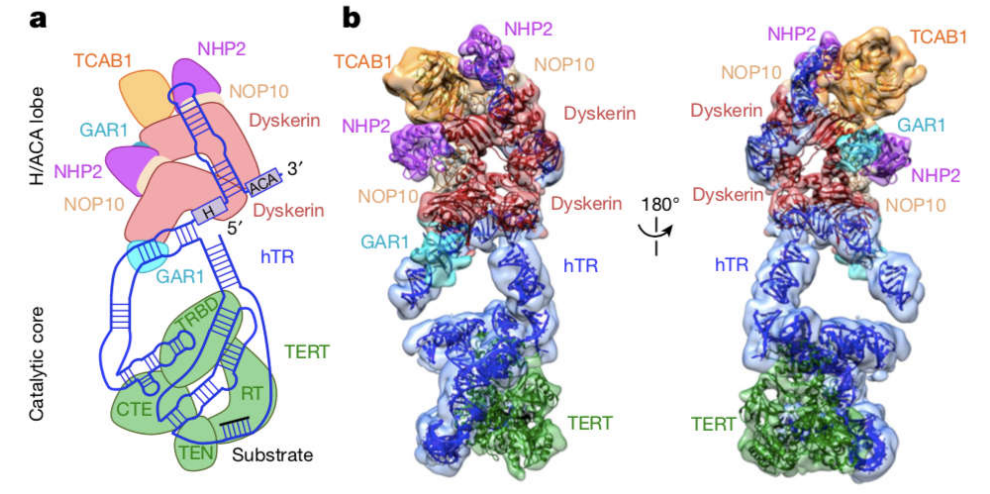 a
H/ACA lobe
Catalytic core
NHP2
TCAB1
NOP10
GAR1
Dyskerin
NHP2
3′
ACA
NOP10
H
Dyskerin
5′
hTR
GAR1
TRBD
TERT
RT
CTE
TEN
Substrate
b
NHP2
TCAB1
NOP10
Dyskerin
NHP2
NOP10
Dyskerin
GAR1
hTR
TERT
180°
NHP2
TCAB1
NOP10
Dyskerin
GAR1
NHP2
Dyskerin
NOP10
hTR
TERT